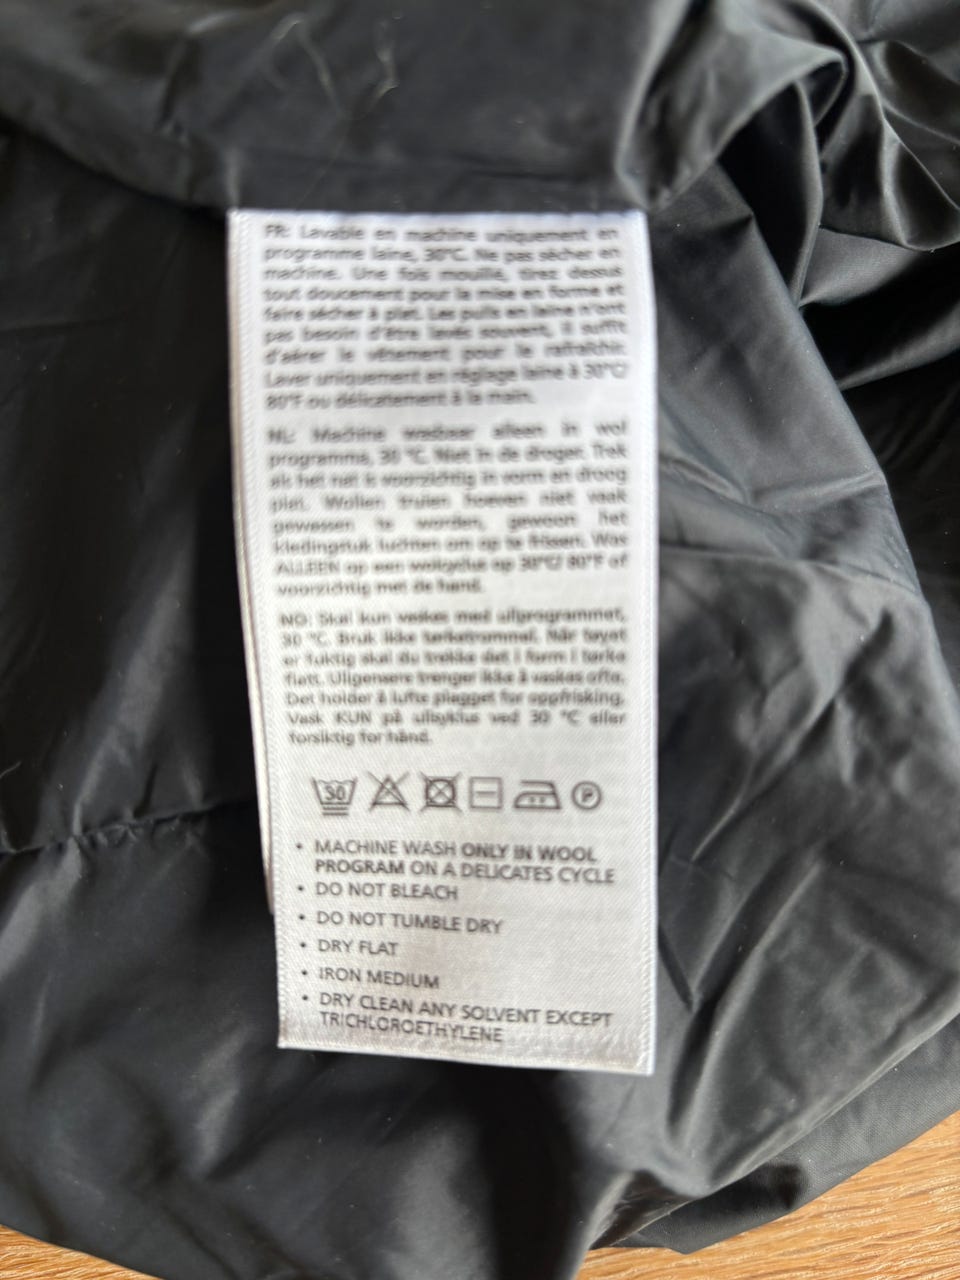 FR: Lavable en machine uniquement en
programme laine, 30°C. Ne pas sécher en
machine. Une fois mouille, tirez dessus
tout doucement pour la mise en forme et
faire sécher à plat. Les pulls en laine n'ont
pas besoin d'être lavés souvent, il suffit
d'aérer le vêtement pour le rafraîchir.
Laver uniquement en réglage laine à 30°C/
80°F ou délicatement à la main.
NL: Machine wasbaar alleen in wol
programma, 30 °C. Niet in de droger. Trek
als het nat is voorzichtig in vorm en droog
plat. Wollen truien hoeven niet vaak
gewassen te worden, gewoon het
kledingstuk luchten om op te frissen. Was
ALLEEN op een wolcyclus op 30°C/ 80°F of
voorzichtig met de hand.
NO: Skal kun vaskes med ullprogrammet,
30 °C. Bruk ikke tørketrommel. Når tøyet
er fuktig skal du trekke det i form i tørke
flatt. Ullgensere trenger ikke å vaskes ofte.
Det holder å lufte plagget for oppfrisking.
Vask KUN på ullsyklus ved 30 °C eller
forsiktig for hånd.
30 P
• MACHINE WASH ONLY IN WOOL
PROGRAM ON A DELICATES CYCLE
• DO NOT BLEACH
• DO NOT TUMBLE DRY
• DRY FLAT
• IRON MEDIUM
• DRY CLEAN ANY SOLVENT EXCEPT
TRICHLOROETHYLENE